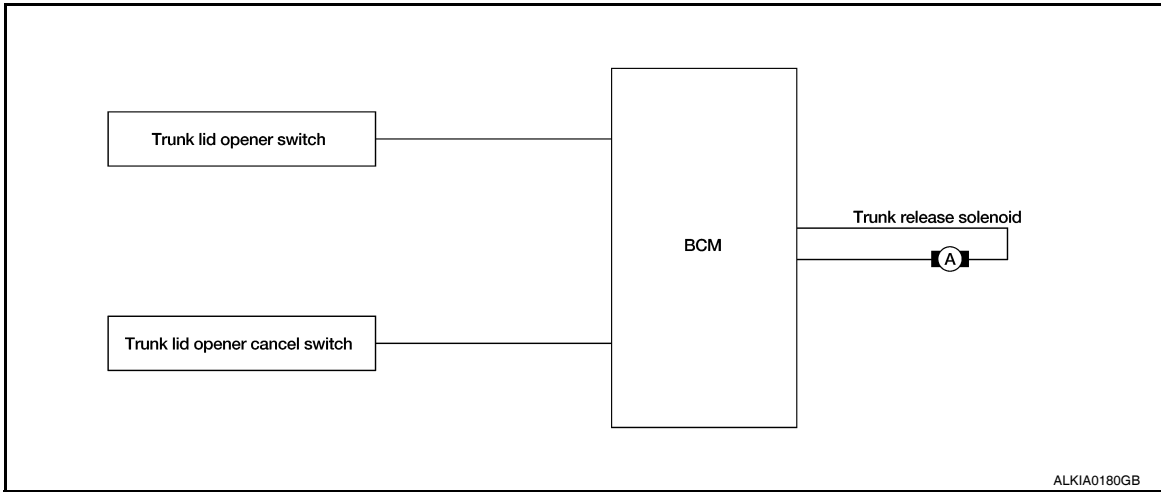 Trunk lid opener switch
BCM
Trunk release solenoid
A
Trunk lid opener cancel switch
ALKIA0180GB